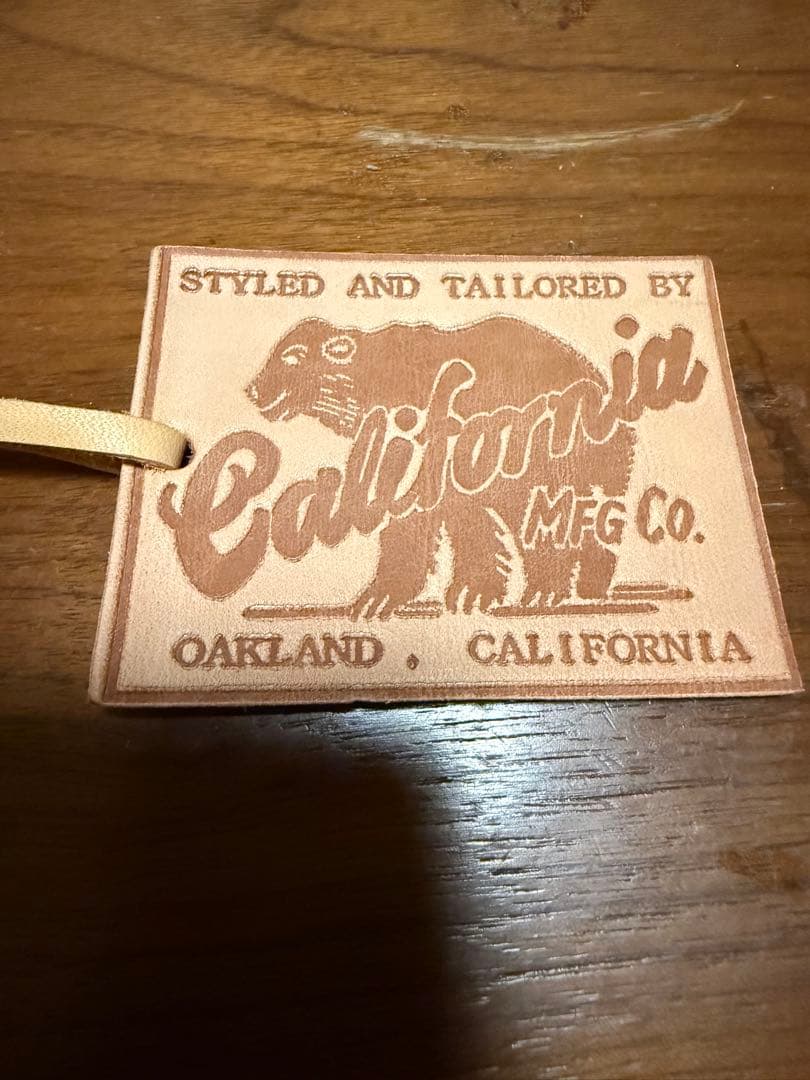 STYLED AND TAILORED BY
California
MFG CO.
OAKLAND, CALIFORNIA